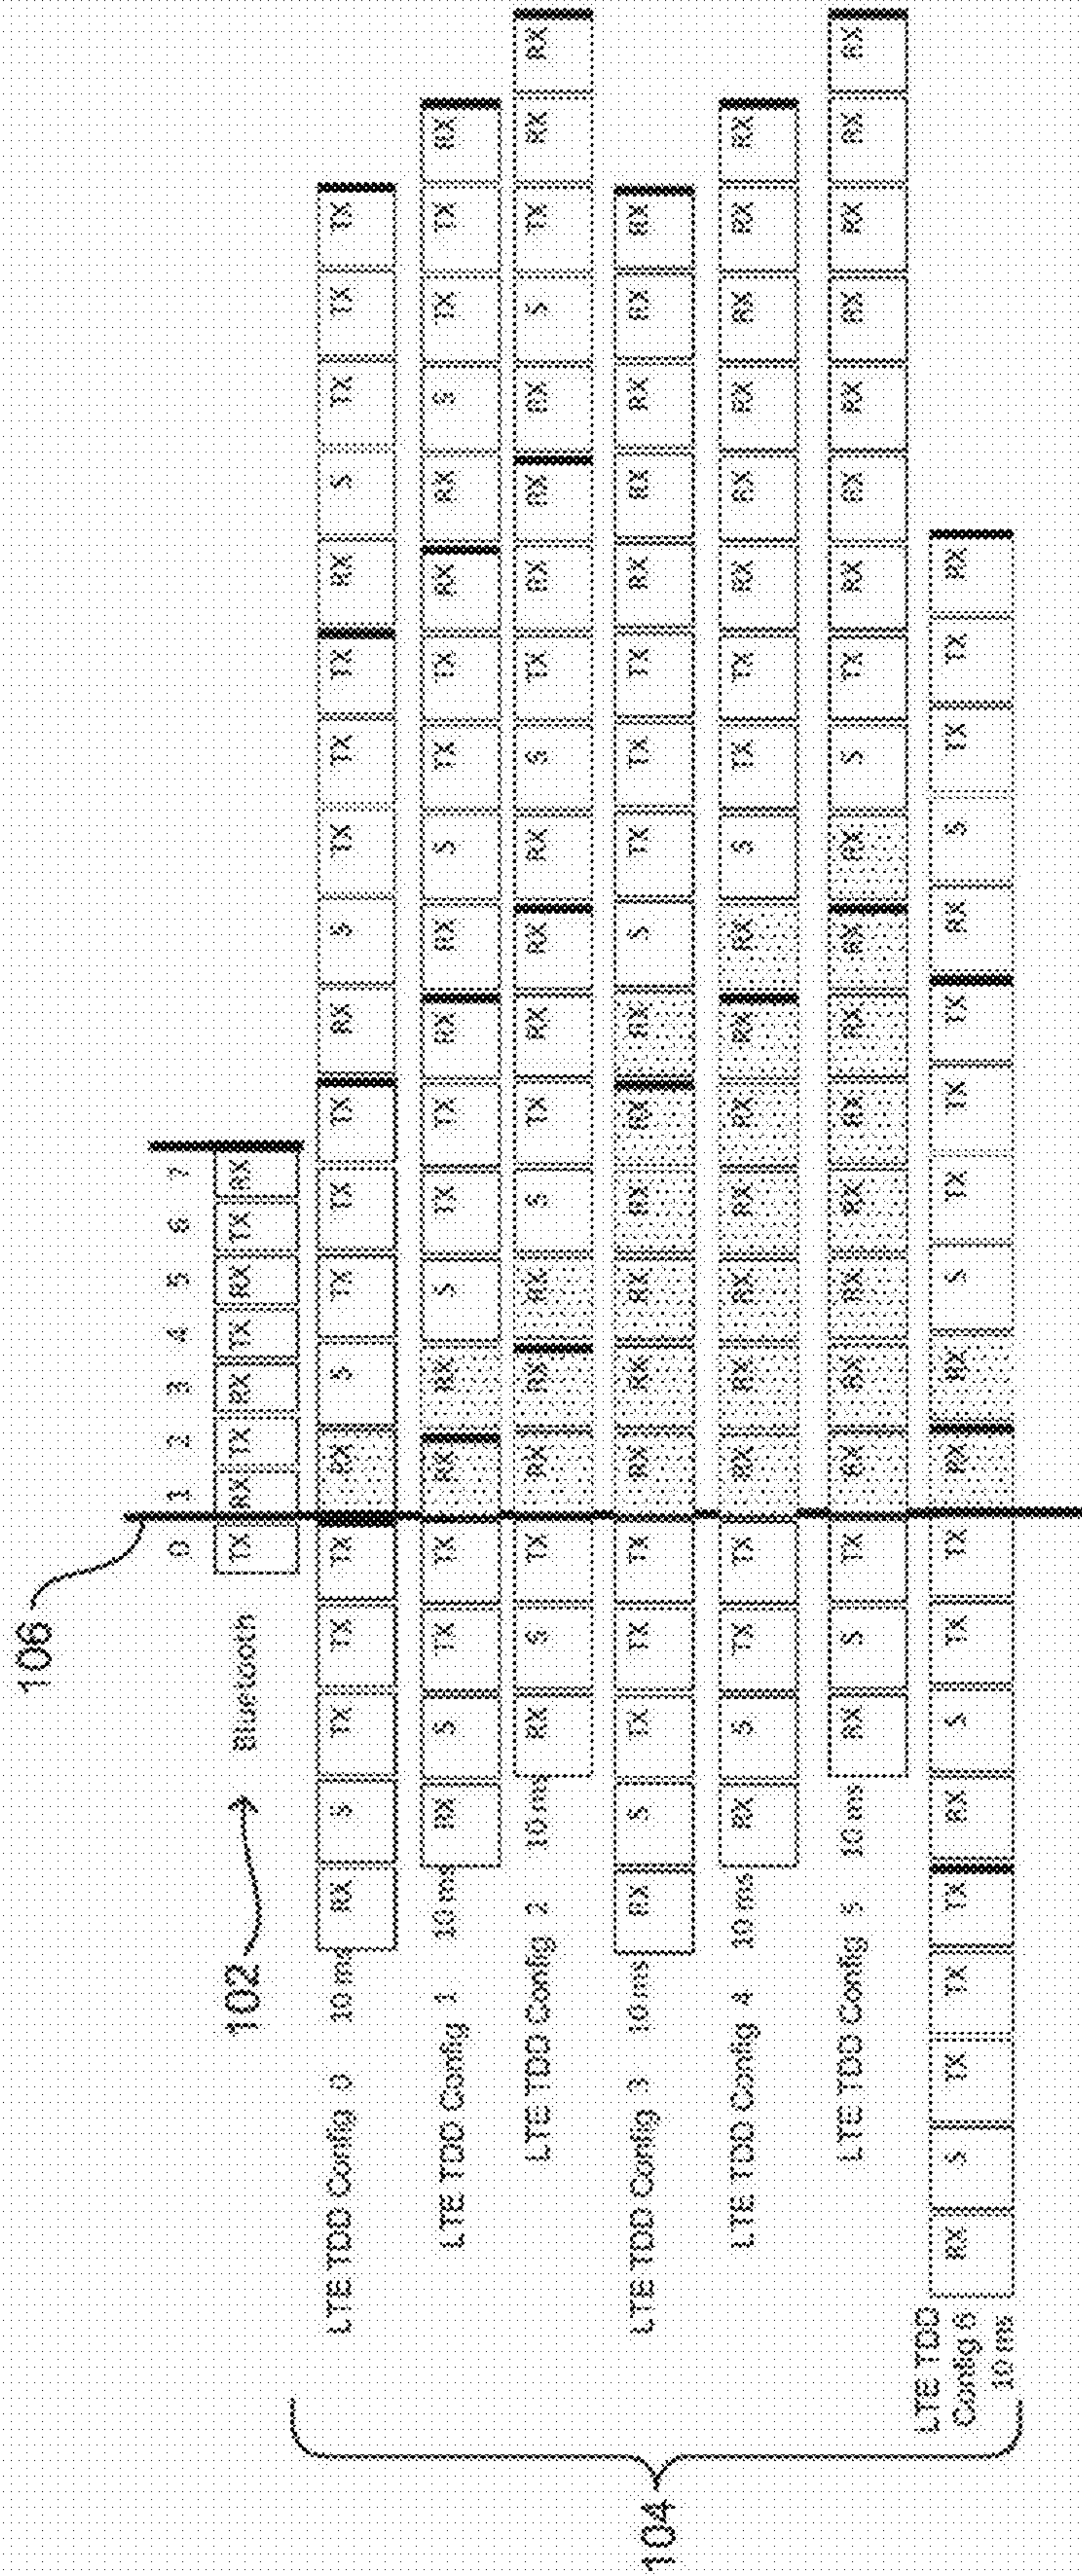 106
0 1 2 3 4 5 6 7
102
Bluetooth TX RX TX RX TX RX TX RX
LTE TDD Config 0 10 ms RX S TX TX TX RX S TX TX TX RX S TX TX TX RX S TX TX TX
LTE TDD Config 1 10 ms RX S TX TX RX RX S TX TX RX RX S TX TX RX RX S TX TX RX
LTE TDD Config 2 10 ms RX S TX RX RX RX S TX RX RX RX S TX RX RX RX S TX RX RX
LTE TDD Config 3 10 ms RX S TX TX TX RX RX RX RX RX RX S TX TX TX RX RX RX RX RX
LTE TDD Config 4 10 ms RX S TX TX RX RX RX RX RX RX RX S TX TX RX RX RX RX RX RX
LTE TDD Config 5 10 ms RX S TX RX RX RX RX RX RX RX RX S TX RX RX RX RX RX RX RX
LTE TDD
Config 6
10 ms
RX S TX TX TX RX S TX TX RX RX S TX TX TX RX S TX TX RX
104